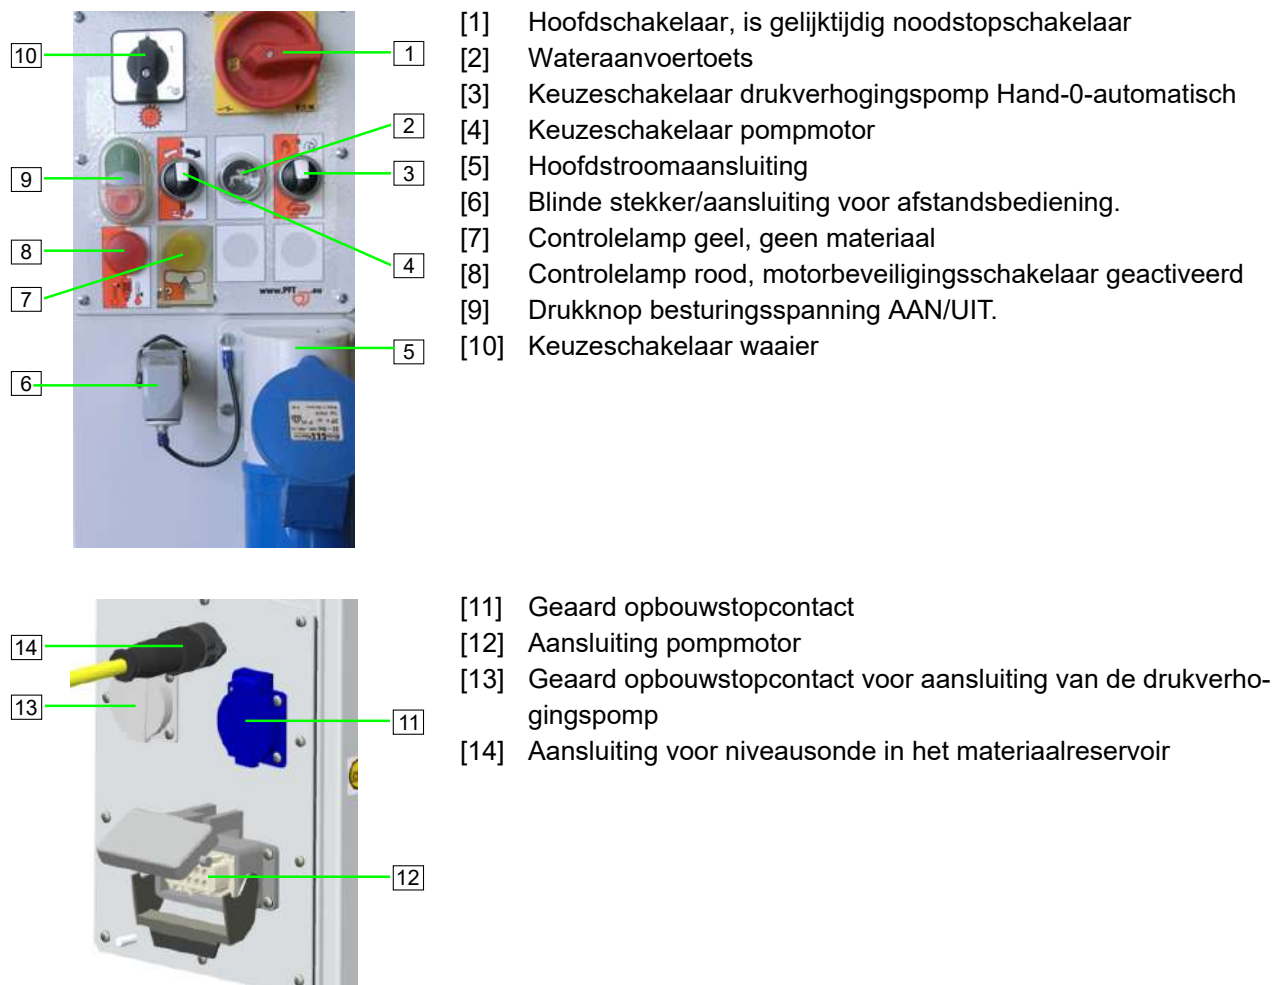 [1] Hoofdschakelaar, is gelijktijdig noodstopschakelaar
[2] Wateraanvoertoets
[3] Keuzeschakelaar drukverhogingspomp Hand-0-automatisch
[4] Keuzeschakelaar pompmotor
[5] Hoofdstroomaansluiting
[6] Blinde stekker/aansluiting voor afstandsbediening.
[7] Controlelamp geel, geen materiaal
[8] Controlelamp rood, motorbeveiligingsschakelaar geactiveerd
[9] Drukknop besturingsspanning AAN/UIT.
[10] Keuzeschakelaar waaier
10
1
2
9
3
8
4
7
www.PFT
.eu
5
6
[11] Geaard opbouwstopcontact
[12] Aansluiting pompmotor
[13] Geaard opbouwstopcontact voor aansluiting van de drukverho-
gingspomp
[14] Aansluiting voor niveausonde in het materiaalreservoir
14
13
11
12